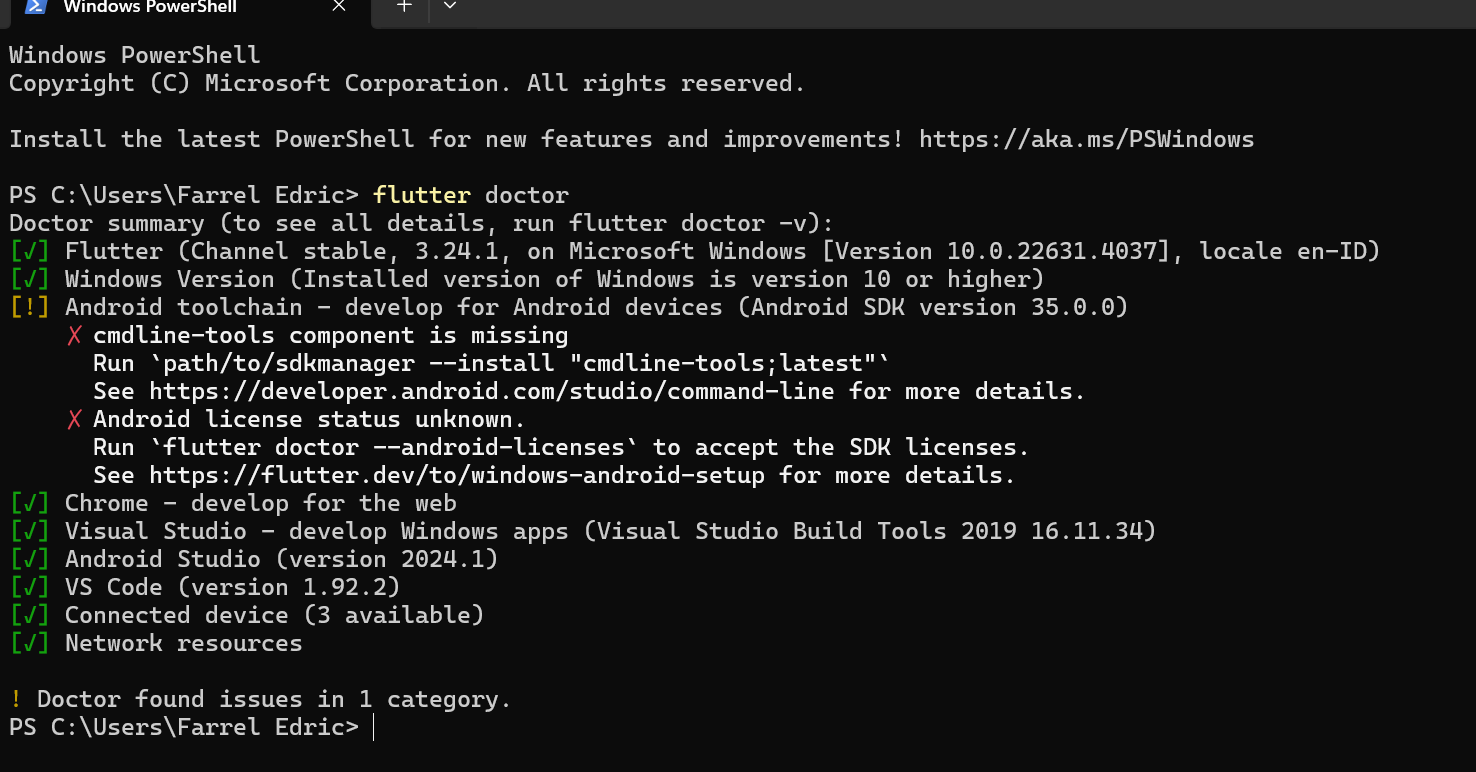 Windows PowerShell
Windows PowerShell
Copyright (C) Microsoft Corporation. All rights reserved.
Install the latest PowerShell for new features and improvements! https://aka.ms/PSWindows
PS C:\Users\Farrel Edric> flutter doctor
Doctor summary (to see all details, run flutter doctor -v):
[√] Flutter (Channel stable, 3.24.1, on Microsoft Windows [Version 10.0.22631.4037], locale en-ID)
[√] Windows Version (Installed version of Windows is version 10 or higher)
[!] Android toolchain - develop for Android devices (Android SDK version 35.0.0)
X cmdline-tools component is missing
Run `path/to/sdkmanager --install "cmdline-tools;latest"`
See https://developer.android.com/studio/command-line for more details.
X Android license status unknown.
Run `flutter doctor --android-licenses` to accept the SDK licenses.
See https://flutter.dev/to/windows-android-setup for more details.
[√] Chrome - develop for the web
[√] Visual Studio - develop Windows apps (Visual Studio Build Tools 2019 16.11.34)
[√] Android Studio (version 2024.1)
[√] VS Code (version 1.92.2)
[√] Connected device (3 available)
[√] Network resources
! Doctor found issues in 1 category.
PS C:\Users\Farrel Edric>